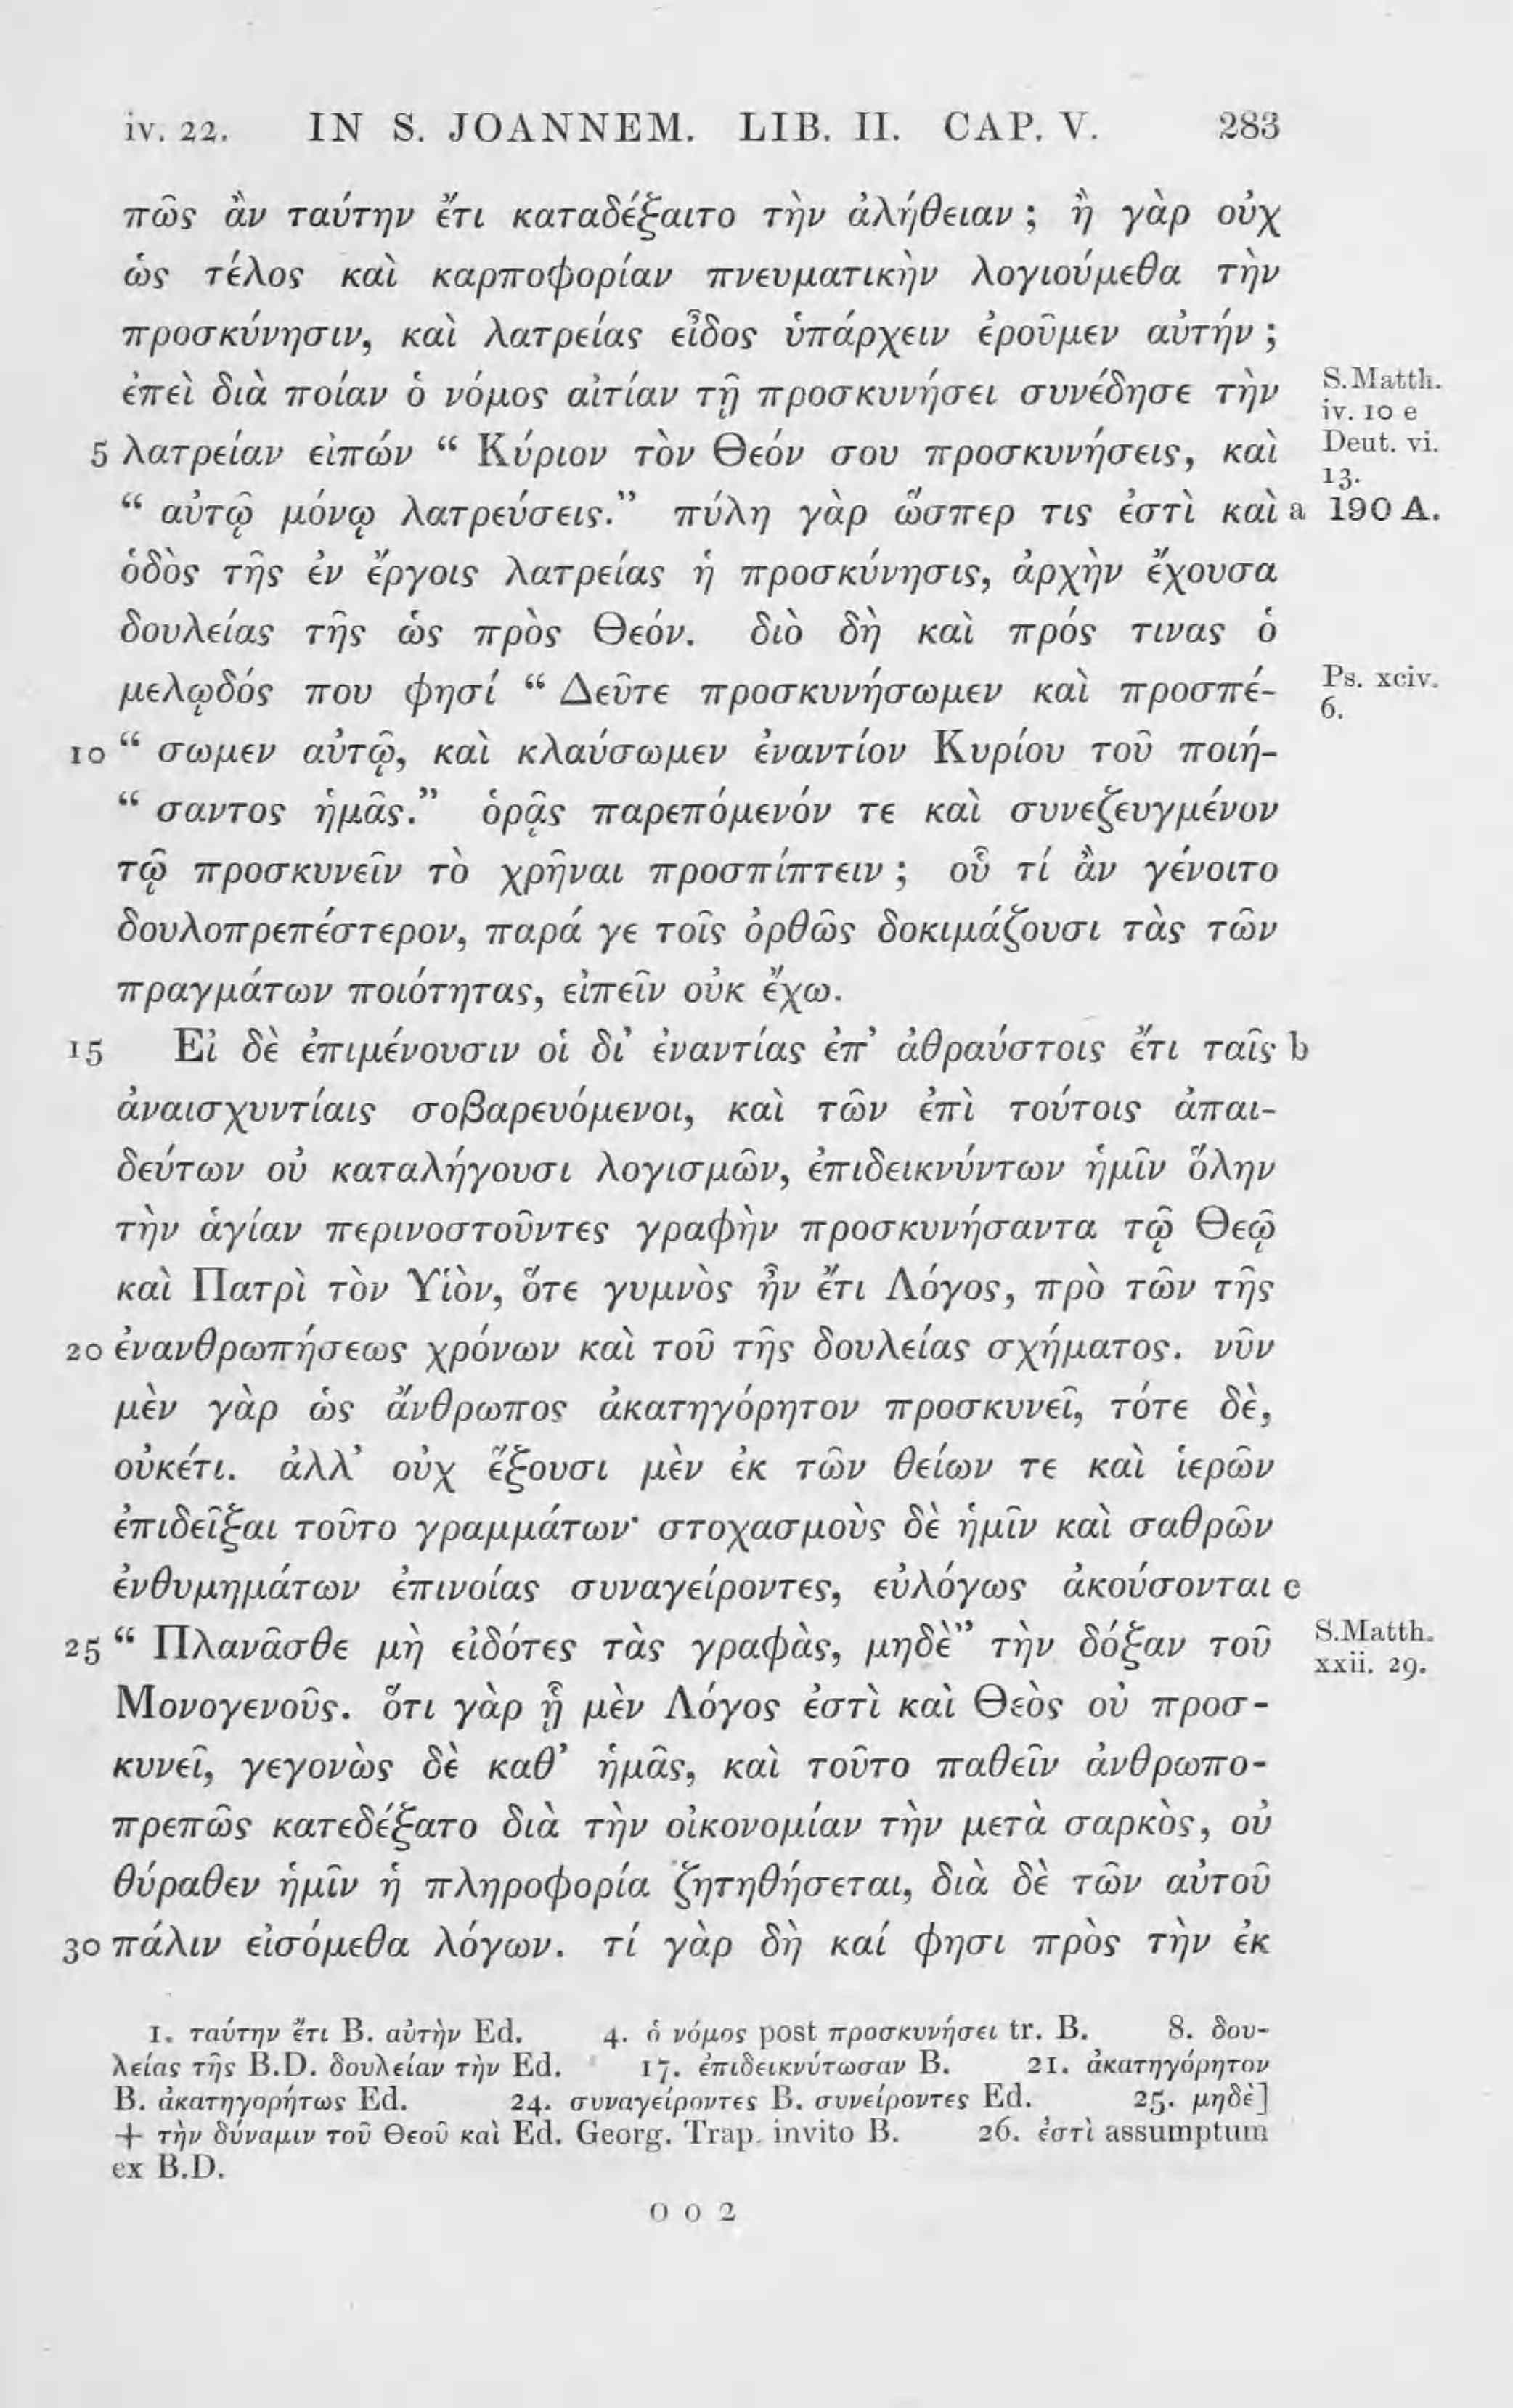 iv. 22. IN S. JOANNEM. LIB. II. CAP. V. 283
πῶς ἂν ταύτην ἔτι καταδέξαιτο τὴν ἀλήθειαν ; ἢ γὰρ οὐχ
ὡς τέλος καὶ καρποφορίαν πνευματικὴν λογιούμεθα τὴν
προσκύνησιν, καὶ λατρείας εἶδος ὑπάρχειν ἐροῦμεν αὐτήν ;
ἐπεὶ διὰ ποίαν ὁ νόμος αἰτίαν τῇ προσκυνήσει συνέδησε τὴν S. Matth. iv. 10 e
5 λατρείαν εἰπών “ Κύριον τὸν Θεόν σου προσκυνήσεις, καὶ Deut. vi. 13.
“ αὐτῷ μόνῳ λατρεύσεις.” πύλη γὰρ ὥσπερ τις ἐστὶ καὶ a 190 A.
ὁδὸς τῆς ἐν ἔργοις λατρείας ἡ προσκύνησις, ἀρχὴν ἔχουσα
δουλείας τῆς ὡς πρὸς Θεόν. διὸ δὴ καὶ πρός τινας ὁ
μελῳδός που φησί “ Δεῦτε προσκυνήσωμεν καὶ προσπέ- Ps. xciv. 6.
10 “ σωμεν αὐτῷ, καὶ κλαύσωμεν ἐναντίον Κυρίου τοῦ ποιή-
“ σαντος ἡμᾶς.” ὁρᾷς παρεπόμενόν τε καὶ συνεζευγμένον
τῷ προσκυνεῖν τὸ χρῆναι προσπίπτειν ; οὗ τί ἂν γένοιτο
δουλοπρεπέστερον, παρά γε τοῖς ὀρθῶς δοκιμάζουσι τὰς τῶν
πραγμάτων ποιότητας, εἰπεῖν οὐκ ἔχω.
15 Εἰ δὲ ἐπιμένουσιν οἱ δι’ ἐναντίας ἐπ’ ἀθραύστοις ἔτι ταῖς b
ἀναισχυντίαις σοβαρευόμενοι, καὶ τῶν ἐπὶ τούτοις ἀπαι-
δεύτων οὐ καταλήγουσι λογισμῶν, ἐπιδεικνύντων ἡμῖν ὅλην
τὴν ἁγίαν περινοστοῦντες γραφὴν προσκυνήσαντα τῷ Θεῷ
καὶ Πατρὶ τὸν Υἱὸν, ὅτε γυμνὸς ἦν ἔτι Λόγος, πρὸ τῶν τῆς
20 ἐνανθρωπήσεως χρόνων καὶ τοῦ τῆς δουλείας σχήματος. νῦν
μὲν γὰρ ὡς ἄνθρωπος ἀκατηγόρητον προσκυνεῖ, τότε δὲ,
οὐκέτι. ἀλλ’ οὐχ ἕξουσι μὲν ἐκ τῶν θείων τε καὶ ἱερῶν
ἐπιδεῖξαι τοῦτο γραμμάτων· στοχασμοὺς δὲ ἡμῖν καὶ σαθρῶν
ἐνθυμημάτων ἐπινοίας συναγείροντες, εὐλόγως ἀκούσονται c
25 “ Πλανᾶσθε μὴ εἰδότες τὰς γραφὰς, μηδὲ” τὴν δόξαν τοῦ S. Matth. xxii. 29.
Μονογενοῦς. ὅτι γὰρ ᾗ μὲν Λόγος ἐστὶ καὶ Θεὸς οὐ προσ-
κυνεῖ, γεγονὼς δὲ καθ’ ἡμᾶς, καὶ τοῦτο παθεῖν ἀνθρωπο-
πρεπῶς κατεδέξατο διὰ τὴν οἰκονομίαν τὴν μετὰ σαρκὸς, οὐ
θύραθεν ἡμῖν ἡ πληροφορία ζητηθήσεται, διὰ δὲ τῶν αὐτοῦ
30 πάλιν εἰσόμεθα λόγων. τί γὰρ δὴ καί φησι πρὸς τὴν ἐκ
1. ταύτην ἔτι B. αὐτὴν Ed. 4. ὁ νόμος post προσκυνήσει tr. B. 8. δου-
λείας τῆς B.D. δουλείαν τὴν Ed. 17. ἐπιδεικνύτωσαν B. 21. ἀκατηγόρητον
B. ἀκατηγορήτως Ed. 24. συναγείροντες B. συνείροντες Ed. 25. μηδὲ]
+ τὴν δύναμιν τοῦ Θεοῦ καὶ Ed. Georg. Trap. invito B. 26. ἐστὶ assumptum
ex B.D.
O O 2